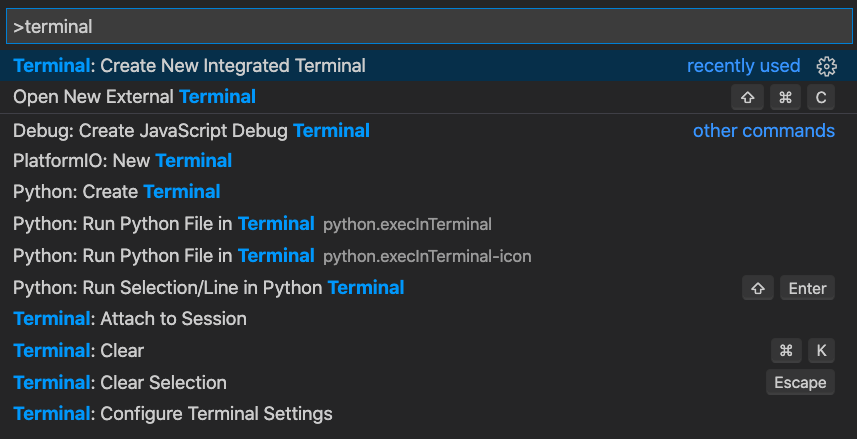 >terminal
Terminal: Create New Integrated Terminal recently used
Open New External Terminal ⇧ ⌘ C
Debug: Create JavaScript Debug Terminal other commands
PlatformIO: New Terminal
Python: Create Terminal
Python: Run Python File in Terminal python.execInTerminal
Python: Run Python File in Terminal python.execInTerminal-icon
Python: Run Selection/Line in Python Terminal ⇧ Enter
Terminal: Attach to Session
Terminal: Clear ⌘ K
Terminal: Clear Selection Escape
Terminal: Configure Terminal Settings